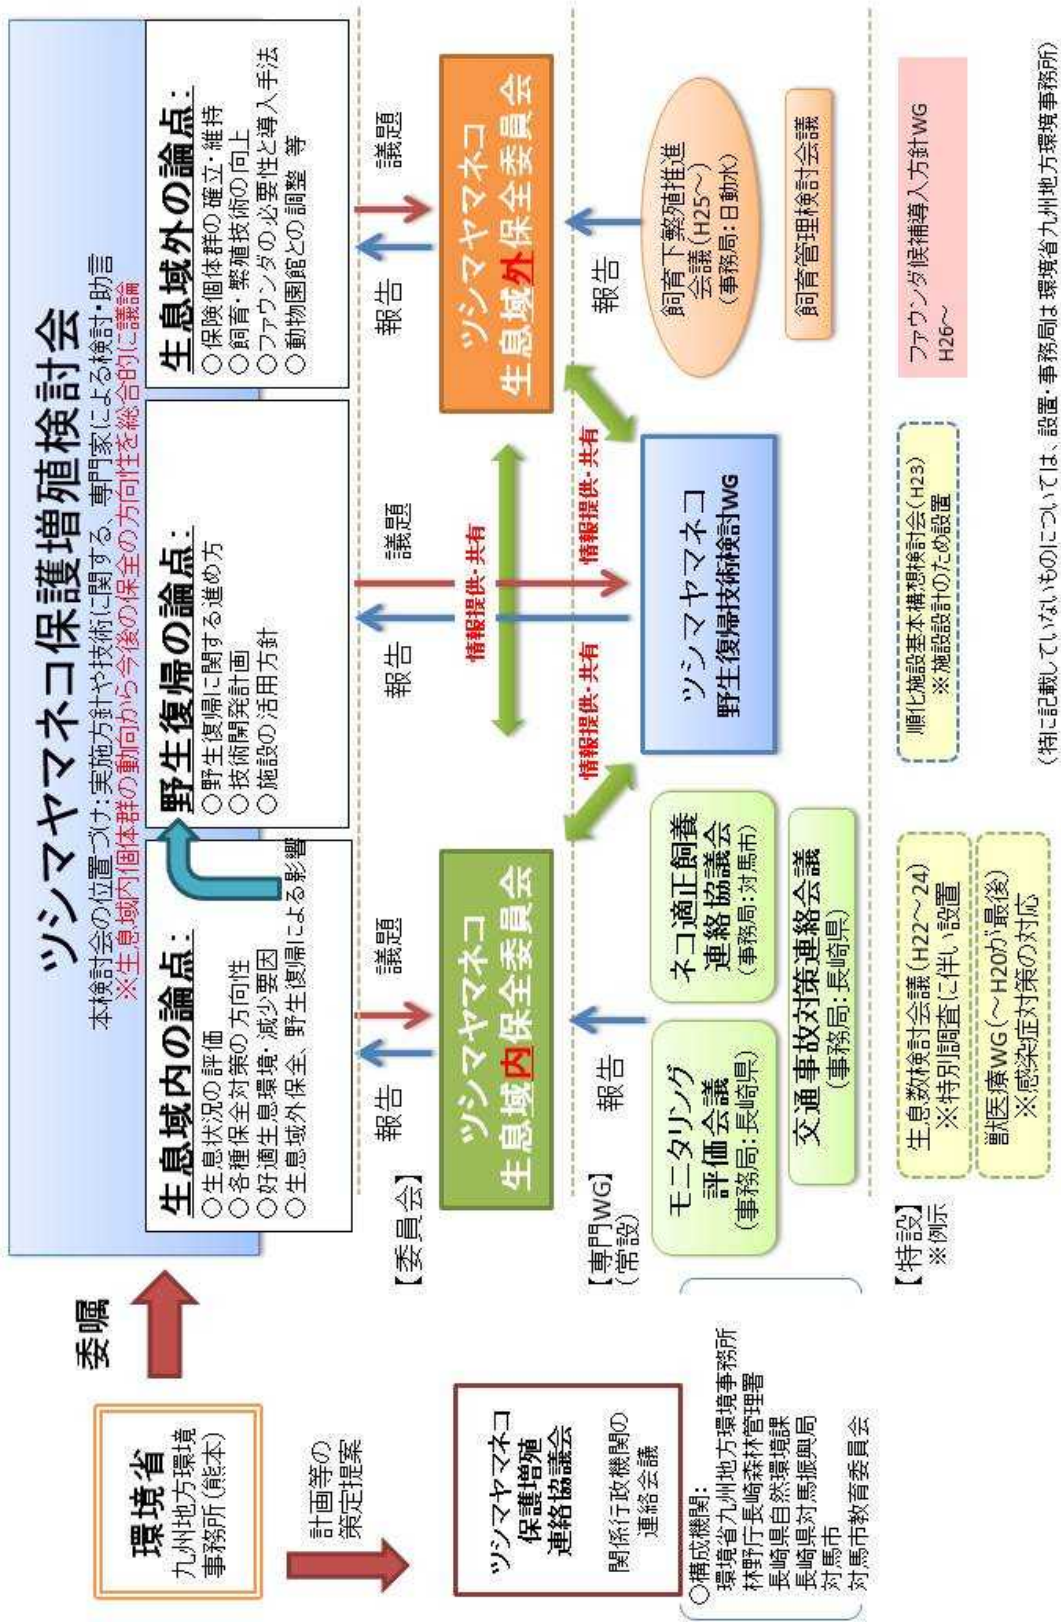 ツシマヤマネコ保護増殖検討会
本検討会の位置づけ:実施方針や技術に関する、専門家による検討・助言
※生息域内個体群の動向から今後の保全の方向性を総合的に議論
環境省
九州地方環境
事務所(熊本)
委嘱
計画等の
策定提案
ツシマヤマネコ
保護増殖
連絡協議会
関係行政機関の
連絡会議
○構成機関:
環境省九州地方環境事務所
林野庁長崎森林管理署
長崎県自然環境課
長崎県対馬振興局
対馬市
対馬市教育委員会
生息域内の論点:
○生息状況の評価
○各種保全対策の方向性
○好適生息環境・減少要因
○生息域外保全、野生復帰による影響
野生復帰の論点:
○野生復帰に関する進め方
○技術開発計画
○施設の活用方針
生息域外の論点:
○保険個体群の確立・維持
○飼育・繁殖技術の向上
○ファウンダの必要性と導入手法
○動物園館との調整 等
【委員会】
報告
議題
報告
議題
報告
議題
ツシマヤマネコ
生息域内保全委員会
情報提供・共有
ツシマヤマネコ
生息域外保全委員会
【専門WG】
(常設)
報告
情報提供・共有
情報提供・共有
報告
モニタリング
評価会議
(事務局:長崎県)
ネコ適正飼養
連絡協議会
(事務局:対馬市)
交通事故対策連絡会議
(事務局:長崎県)
ツシマヤマネコ
野生復帰技術検討WG
飼育下繁殖推進
会議(H25~)
(事務局:日動水)
飼育管理検討会議
【特設】
※例示
生息数検討会議(H22~24)
※特別調査に伴い設置
獣医療WG(~H20が最後)
※感染症対策の対応
順化施設基本構想検討会(H23)
※施設設計のため設置
ファウンダ候補導入方針WG
H26~
(特に記載していないものについては、設置・事務局は環境省九州地方環境事務所)